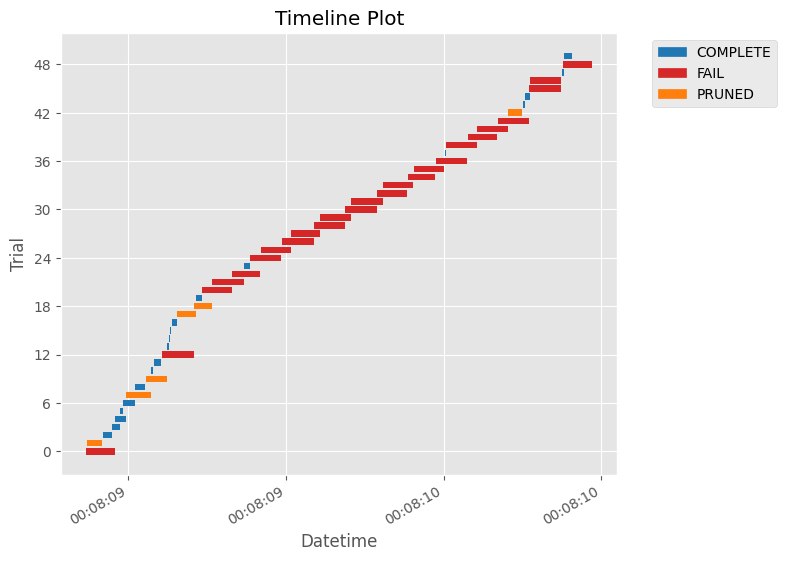 Timeline Plot
COMPLETE
FAIL
PRUNED
Trial
48
42
36
30
24
18
12
6
0
00:08:09
00:08:09
00:08:10
00:08:10
Datetime